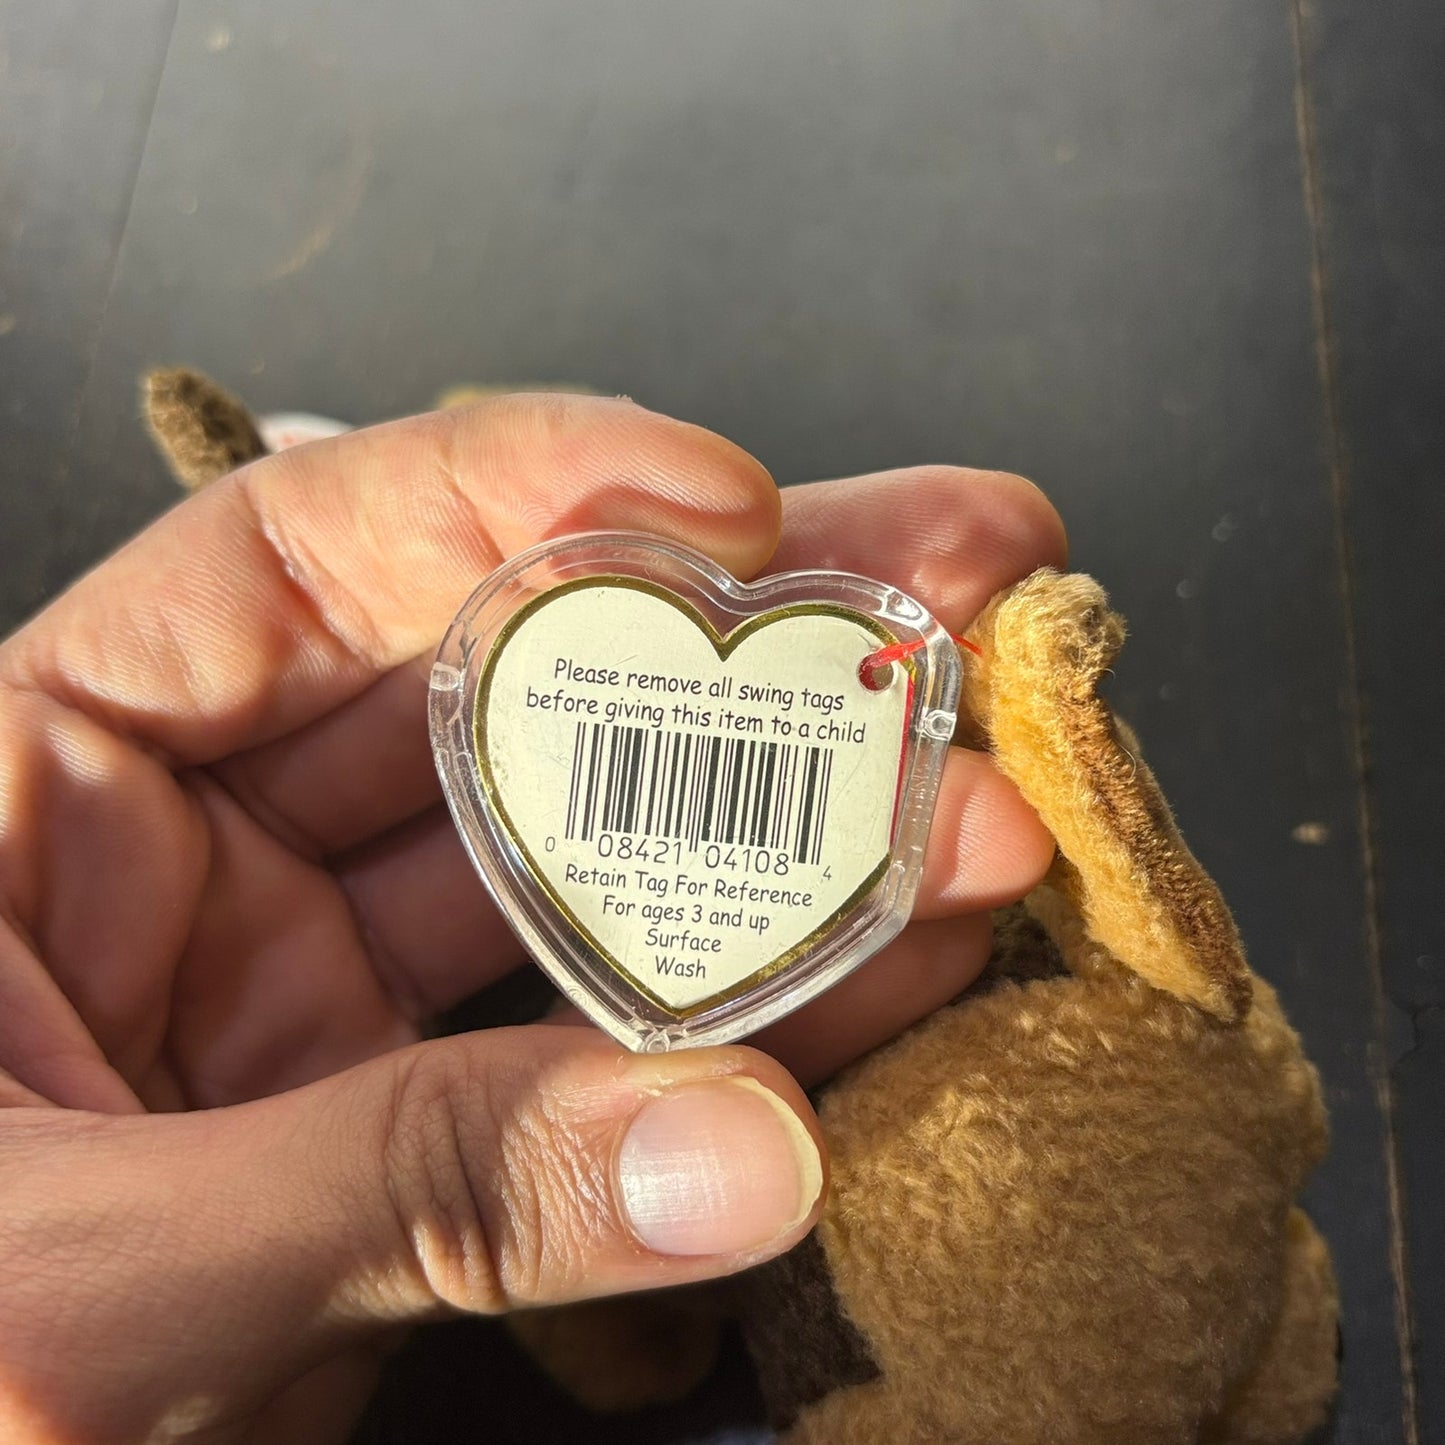 Please remove all swing tags
before giving this item to a child
0 08421 04108 4
Retain Tag For Reference
For ages 3 and up
Surface
Wash